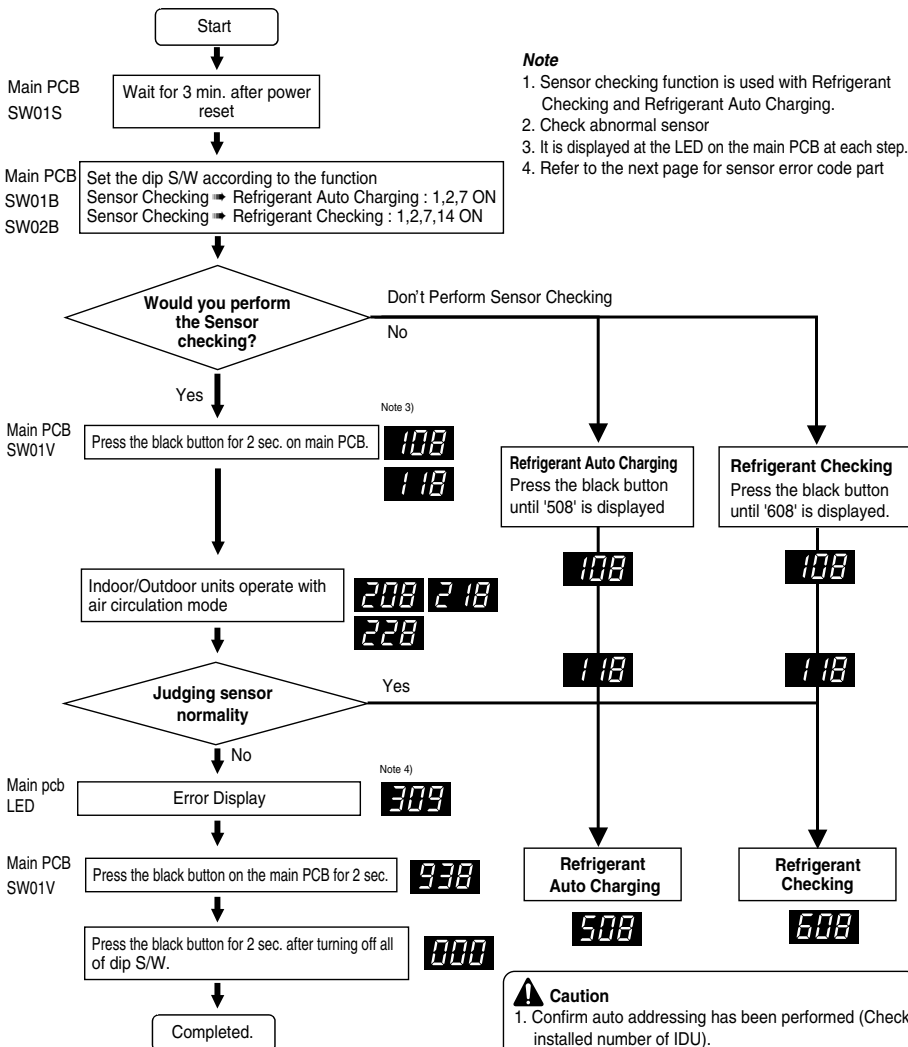 Start
Main PCB
SW01S
Wait for 3 min. after power
reset
Note
1. Sensor checking function is used with Refrigerant
Checking and Refrigerant Auto Charging.
2. Check abnormal sensor
3. It is displayed at the LED on the main PCB at each step.
4. Refer to the next page for sensor error code part
Main PCB
SW01B
SW02B
Set the dip S/W according to the function
Sensor Checking ➠ Refrigerant Auto Charging : 1,2,7 ON
Sensor Checking ➠ Refrigerant Checking : 1,2,7,14 ON
Would you perform
the Sensor
checking?
Don't Perform Sensor Checking
No
Yes
Main PCB
SW01V
Press the black button for 2 sec. on main PCB.
Note 3)
108
118
Refrigerant Auto Charging
Press the black button
until '508' is displayed
108
118
Refrigerant Checking
Press the black button
until '608' is displayed.
108
118
Indoor/Outdoor units operate with
air circulation mode
208 218
228
Judging sensor
normality
Yes
No
Main pcb
LED
Error Display
Note 4)
309
Main PCB
SW01V
Press the black button on the main PCB for 2 sec.
938
Press the black button for 2 sec. after turning off all
of dip S/W.
000
Completed.
Refrigerant
Auto Charging
508
Refrigerant
Checking
608
Caution
1. Confirm auto addressing has been performed (Check
installed number of IDU).